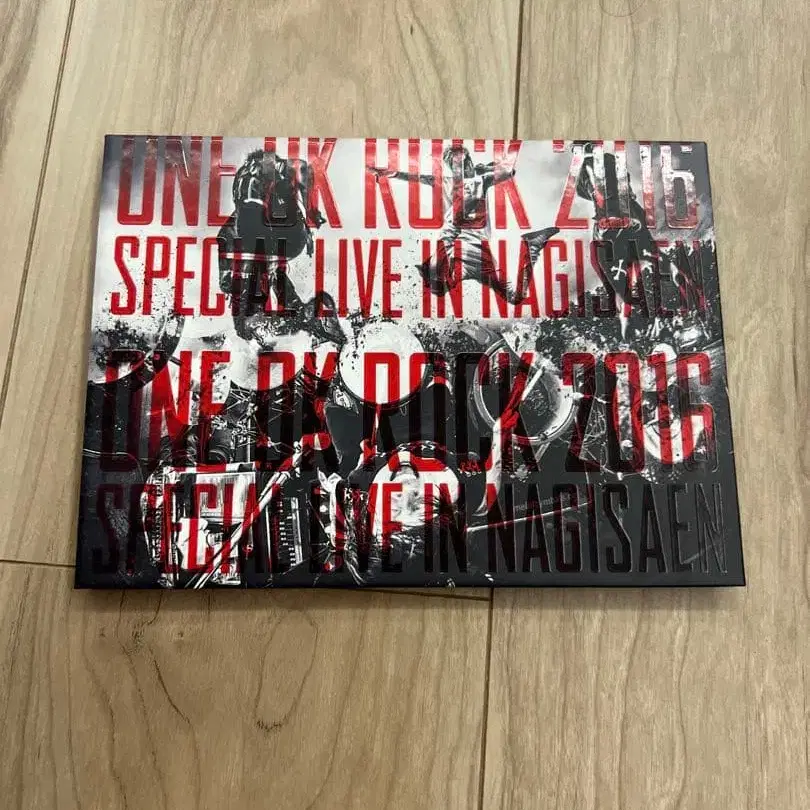 ONE OK ROCK 2016
SPECIAL LIVE IN NAGISAEN
ONE OK ROCK 2016
SPECIAL LIVE IN NAGISAEN